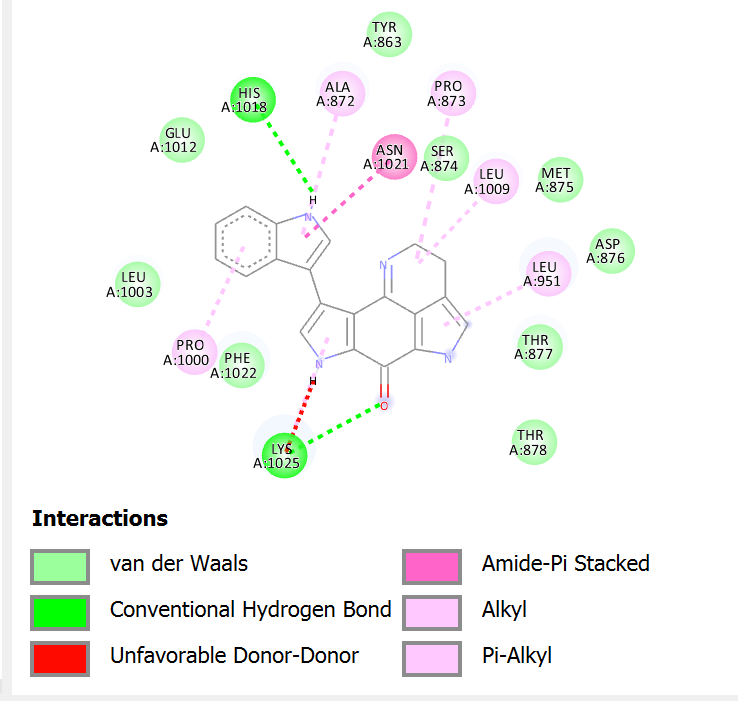 TYR
A:863
HIS
A:1018
ALA
A:872
PRO
A:873
GLU
A:1012
ASN
A:1021
SER
A:874
LEU
A:1009
MET
A:875
H
N
ASP
A:876
N
LEU
A:951
LEU
A:1003
PRO
A:1000
PHE
A:1022
THR
A:877
N
N
H
O
LYS
A:1025
THR
A:878
Interactions
van der Waals
Conventional Hydrogen Bond
Unfavorable Donor-Donor
Amide-Pi Stacked
Alkyl
Pi-Alkyl